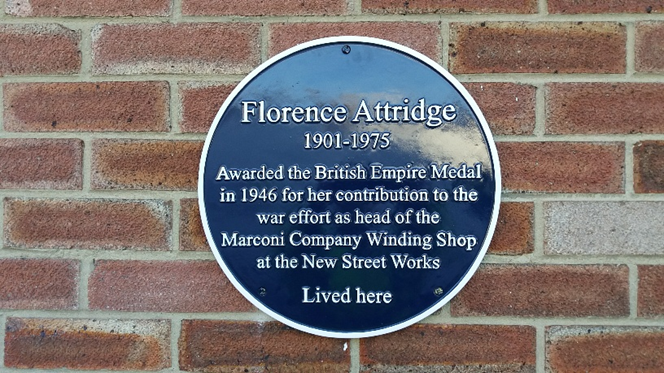 Florence Attridge
1901-1975
Awarded the British Empire Medal
in 1946 for her contribution to the
war effort as head of the
Marconi Company Winding Shop
at the New Street Works
Lived here